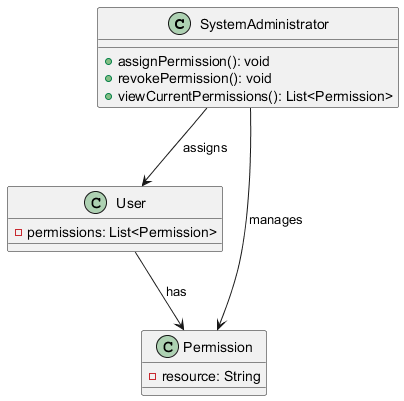 C SystemAdministrator
assignPermission(): void
revokePermission(): void
viewCurrentPermissions(): List<Permission>
assigns
C User
permissions: List<Permission>
manages
has
C Permission
resource: String